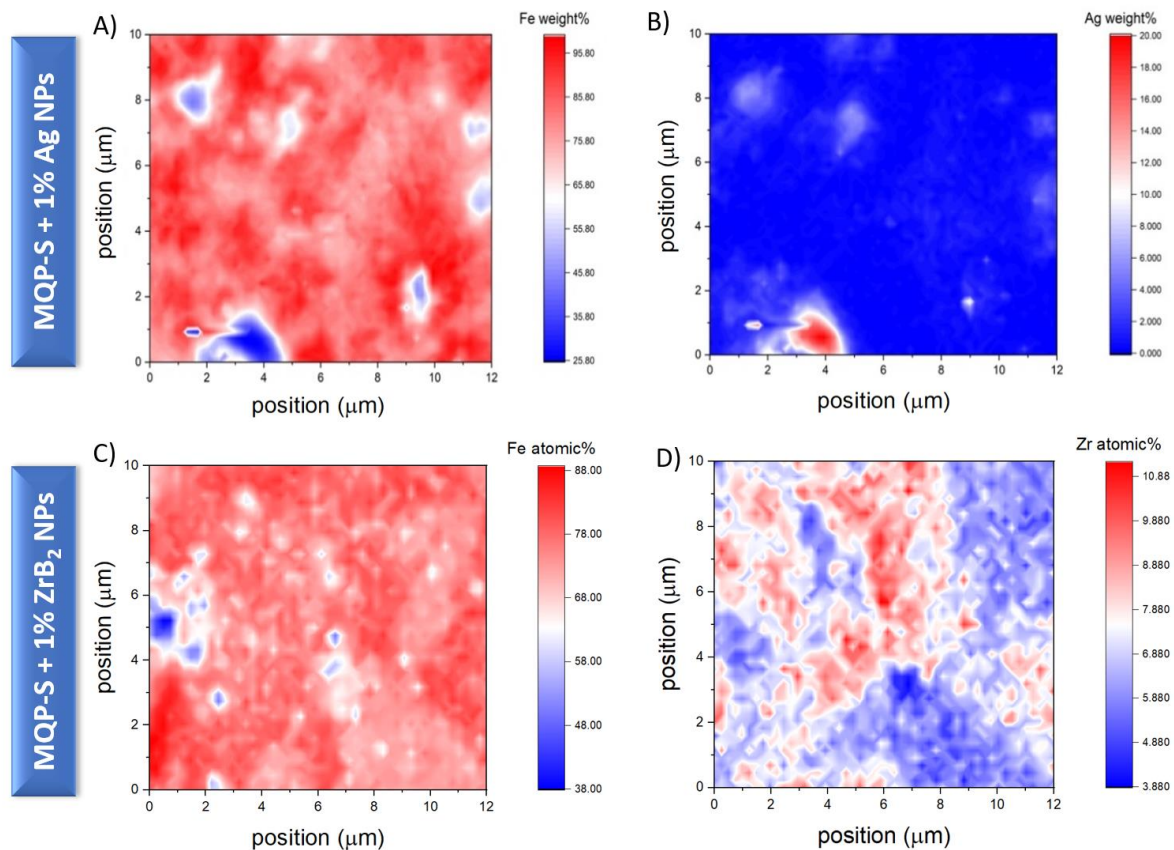 MQP-S + 1% Ag NPs
A)
Fe weight%
95.80
85.80
75.80
65.80
55.80
45.80
35.80
25.80
position (μm)
10
8
6
4
2
0
0 2 4 6 8 10 12
position (μm)
B)
Ag weight%
20.00
18.00
16.00
14.00
12.00
10.00
8.000
6.000
4.000
2.000
0.000
position (μm)
10
8
6
4
2
0
0 2 4 6 8 10 12
position (μm)
MQP-S + 1% ZrB₂ NPs
C)
Fe atomic%
88.00
78.00
68.00
58.00
48.00
38.00
position (μm)
10
8
6
4
2
0
0 2 4 6 8 10 12
position (μm)
D)
Zr atomic%
10.88
9.880
8.880
7.880
6.880
5.880
4.880
3.880
position (μm)
10
8
6
4
2
0
0 2 4 6 8 10 12
position (μm)